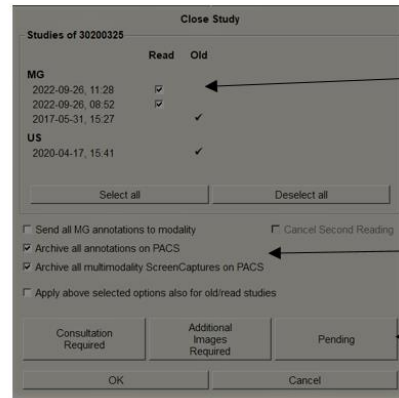 Close Study
Studies of 30200325
Read Old
MG
2022-09-26, 11:28
2022-09-26, 08:52
2017-05-31, 15:27
US
2020-04-17, 15:41
Select all Deselect all
Send all MG annotations to modality Cancel Second Reading
Archive all annotations on PACS
Archive all multimodality ScreenCaptures on PACS
Apply above selected options also for old/read studies
Consultation Required Additional Images Required Pending
OK Cancel